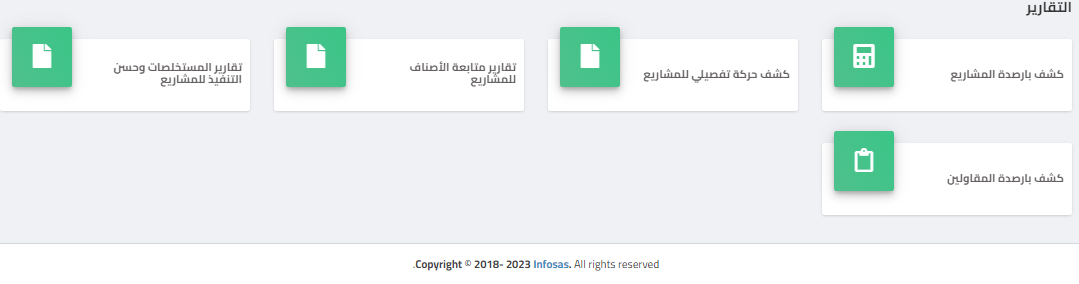 التقارير
كشف بارصدة المشاريع
كشف حركة تفصيلي للمشاريع
تقارير متابعة الأصناف
للمشاريع
تقارير المستخلصات وحسن
التنفيذ للمشاريع
كشف بارصدة المقاولين
.Copyright © 2018- 2023 Infosas. All rights reserved